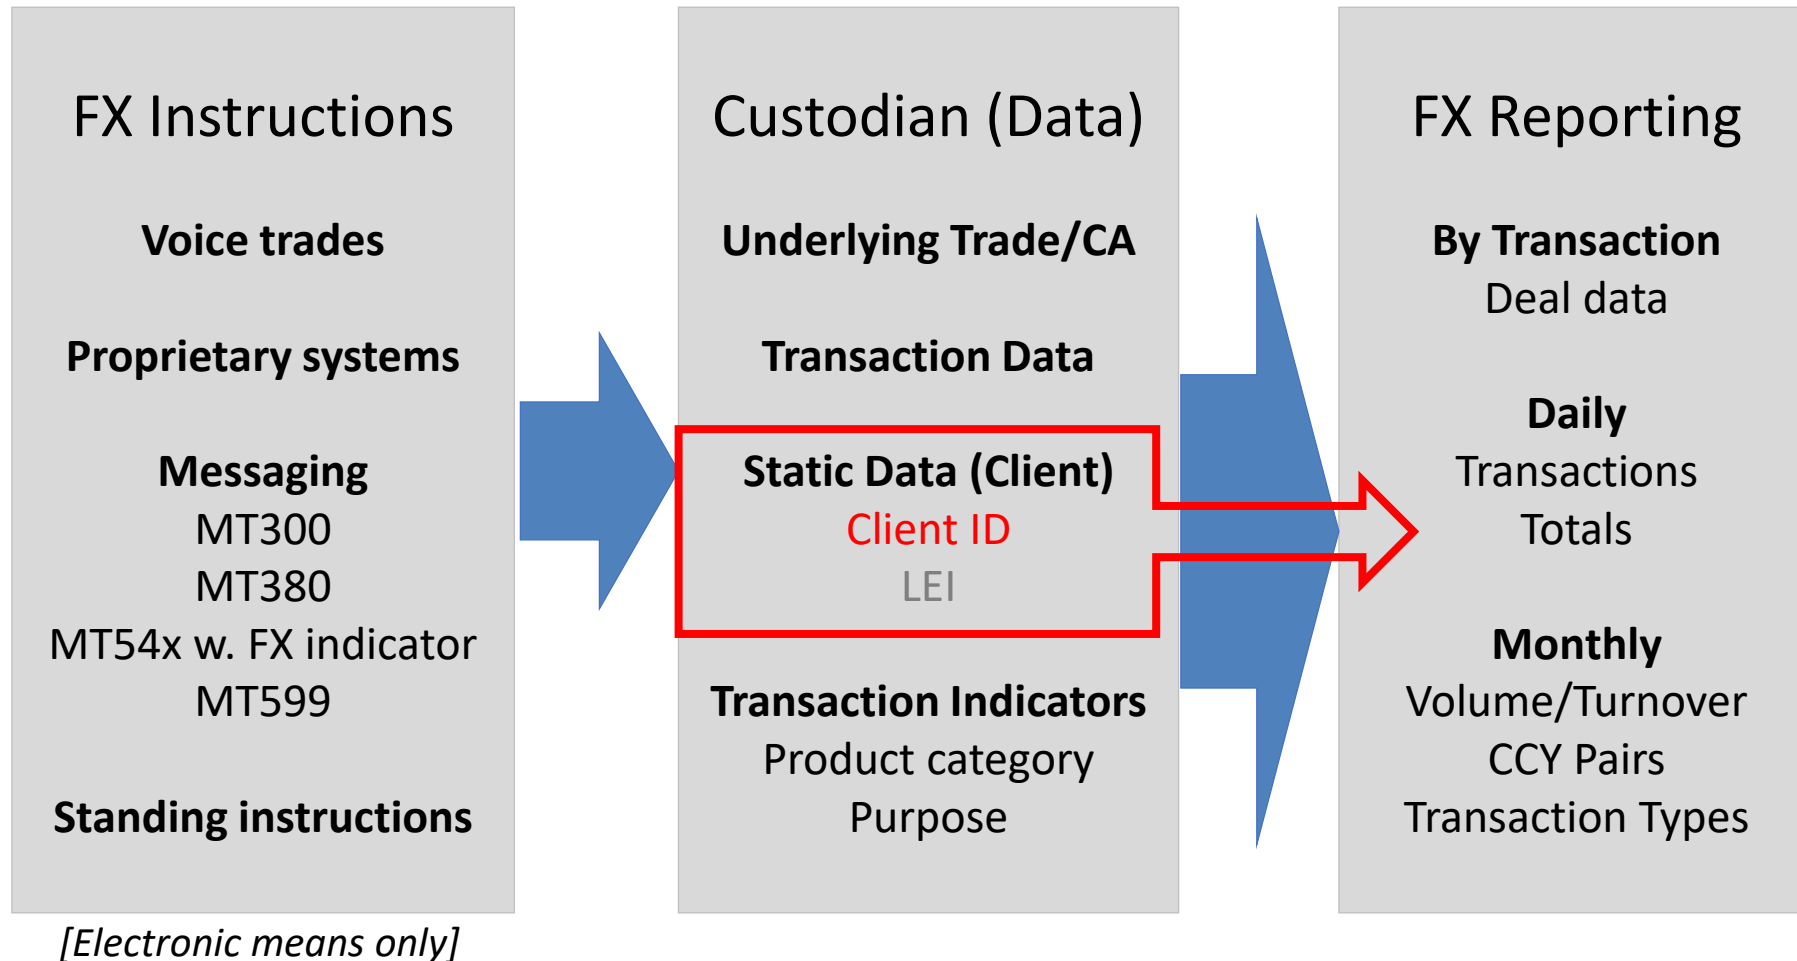 FX Instructions
Voice trades
Proprietary systems
Messaging
MT300
MT380
MT54x w. FX indicator
MT599
Standing instructions
[Electronic means only]
Custodian (Data)
Underlying Trade/CA
Transaction Data
Static Data (Client)
Client ID
LEI
Transaction Indicators
Product category
Purpose
FX Reporting
By Transaction
Deal data
Daily
Transactions
Totals
Monthly
Volume/Turnover
CCY Pairs
Transaction Types